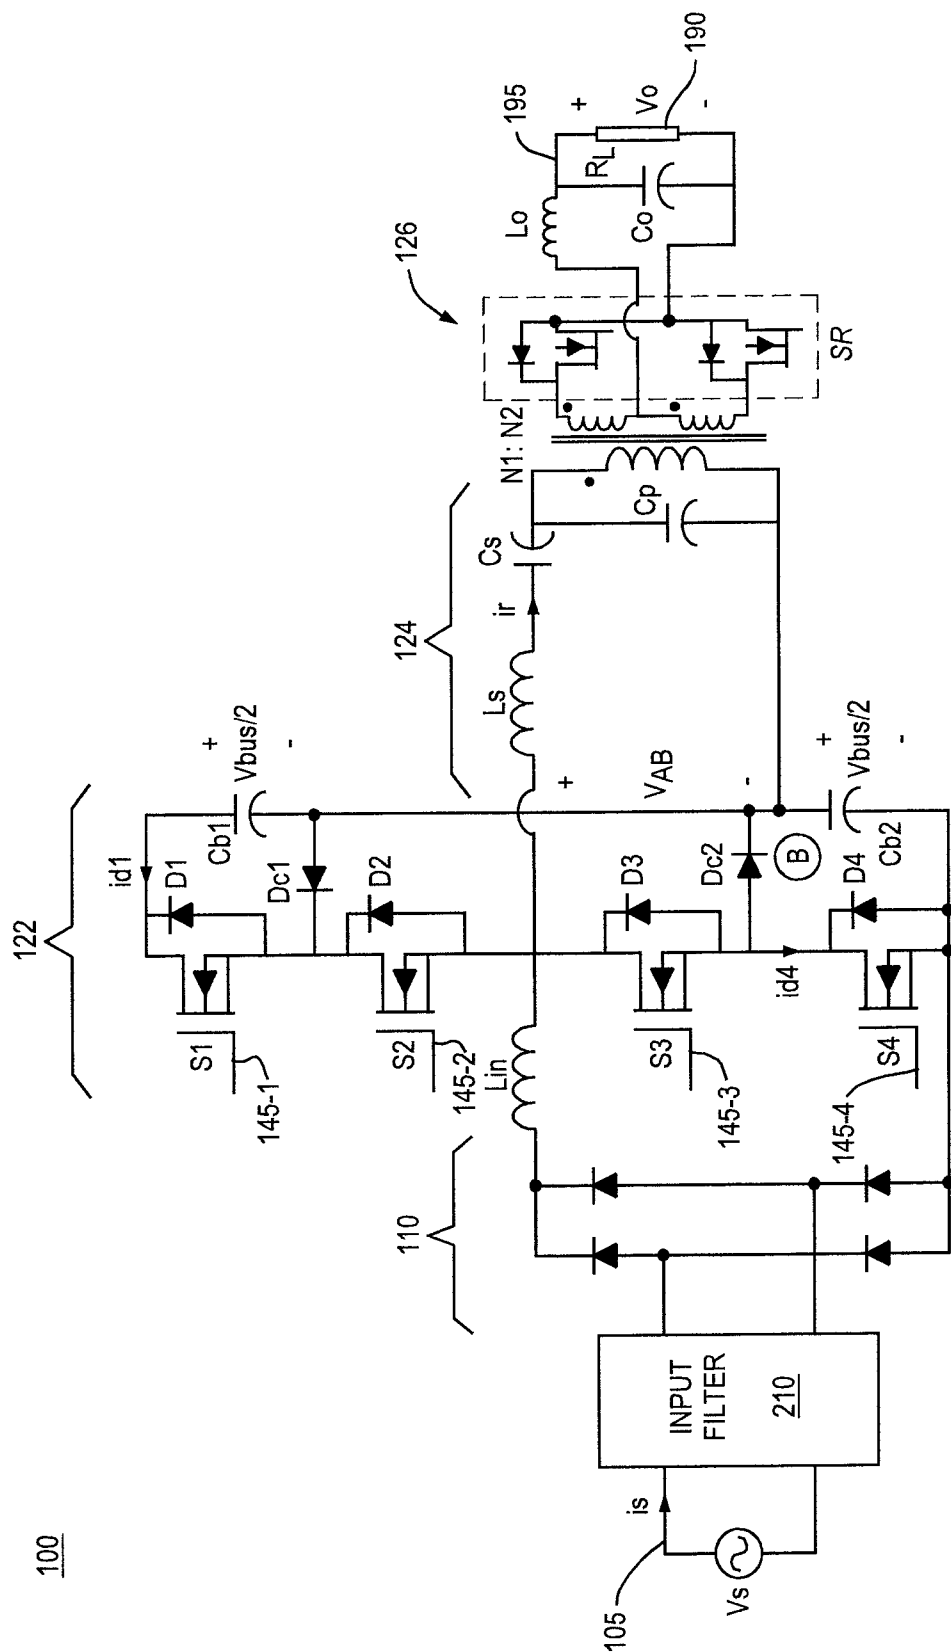 100
105
Vs
is
INPUT
FILTER
210
110
Lin
122
S1
145-1
S2
145-2
S3
145-3
S4
145-4
id1
D1
Dc1
D2
D3
Dc2
id4
D4
Cb1
+
Vbus/2
-
+
VAB
-
B
Cb2
+
Vbus/2
-
124
Ls
ir
Cs
Cp
N1: N2
126
SR
Lo
Co
RL
195
+
Vo
-
190